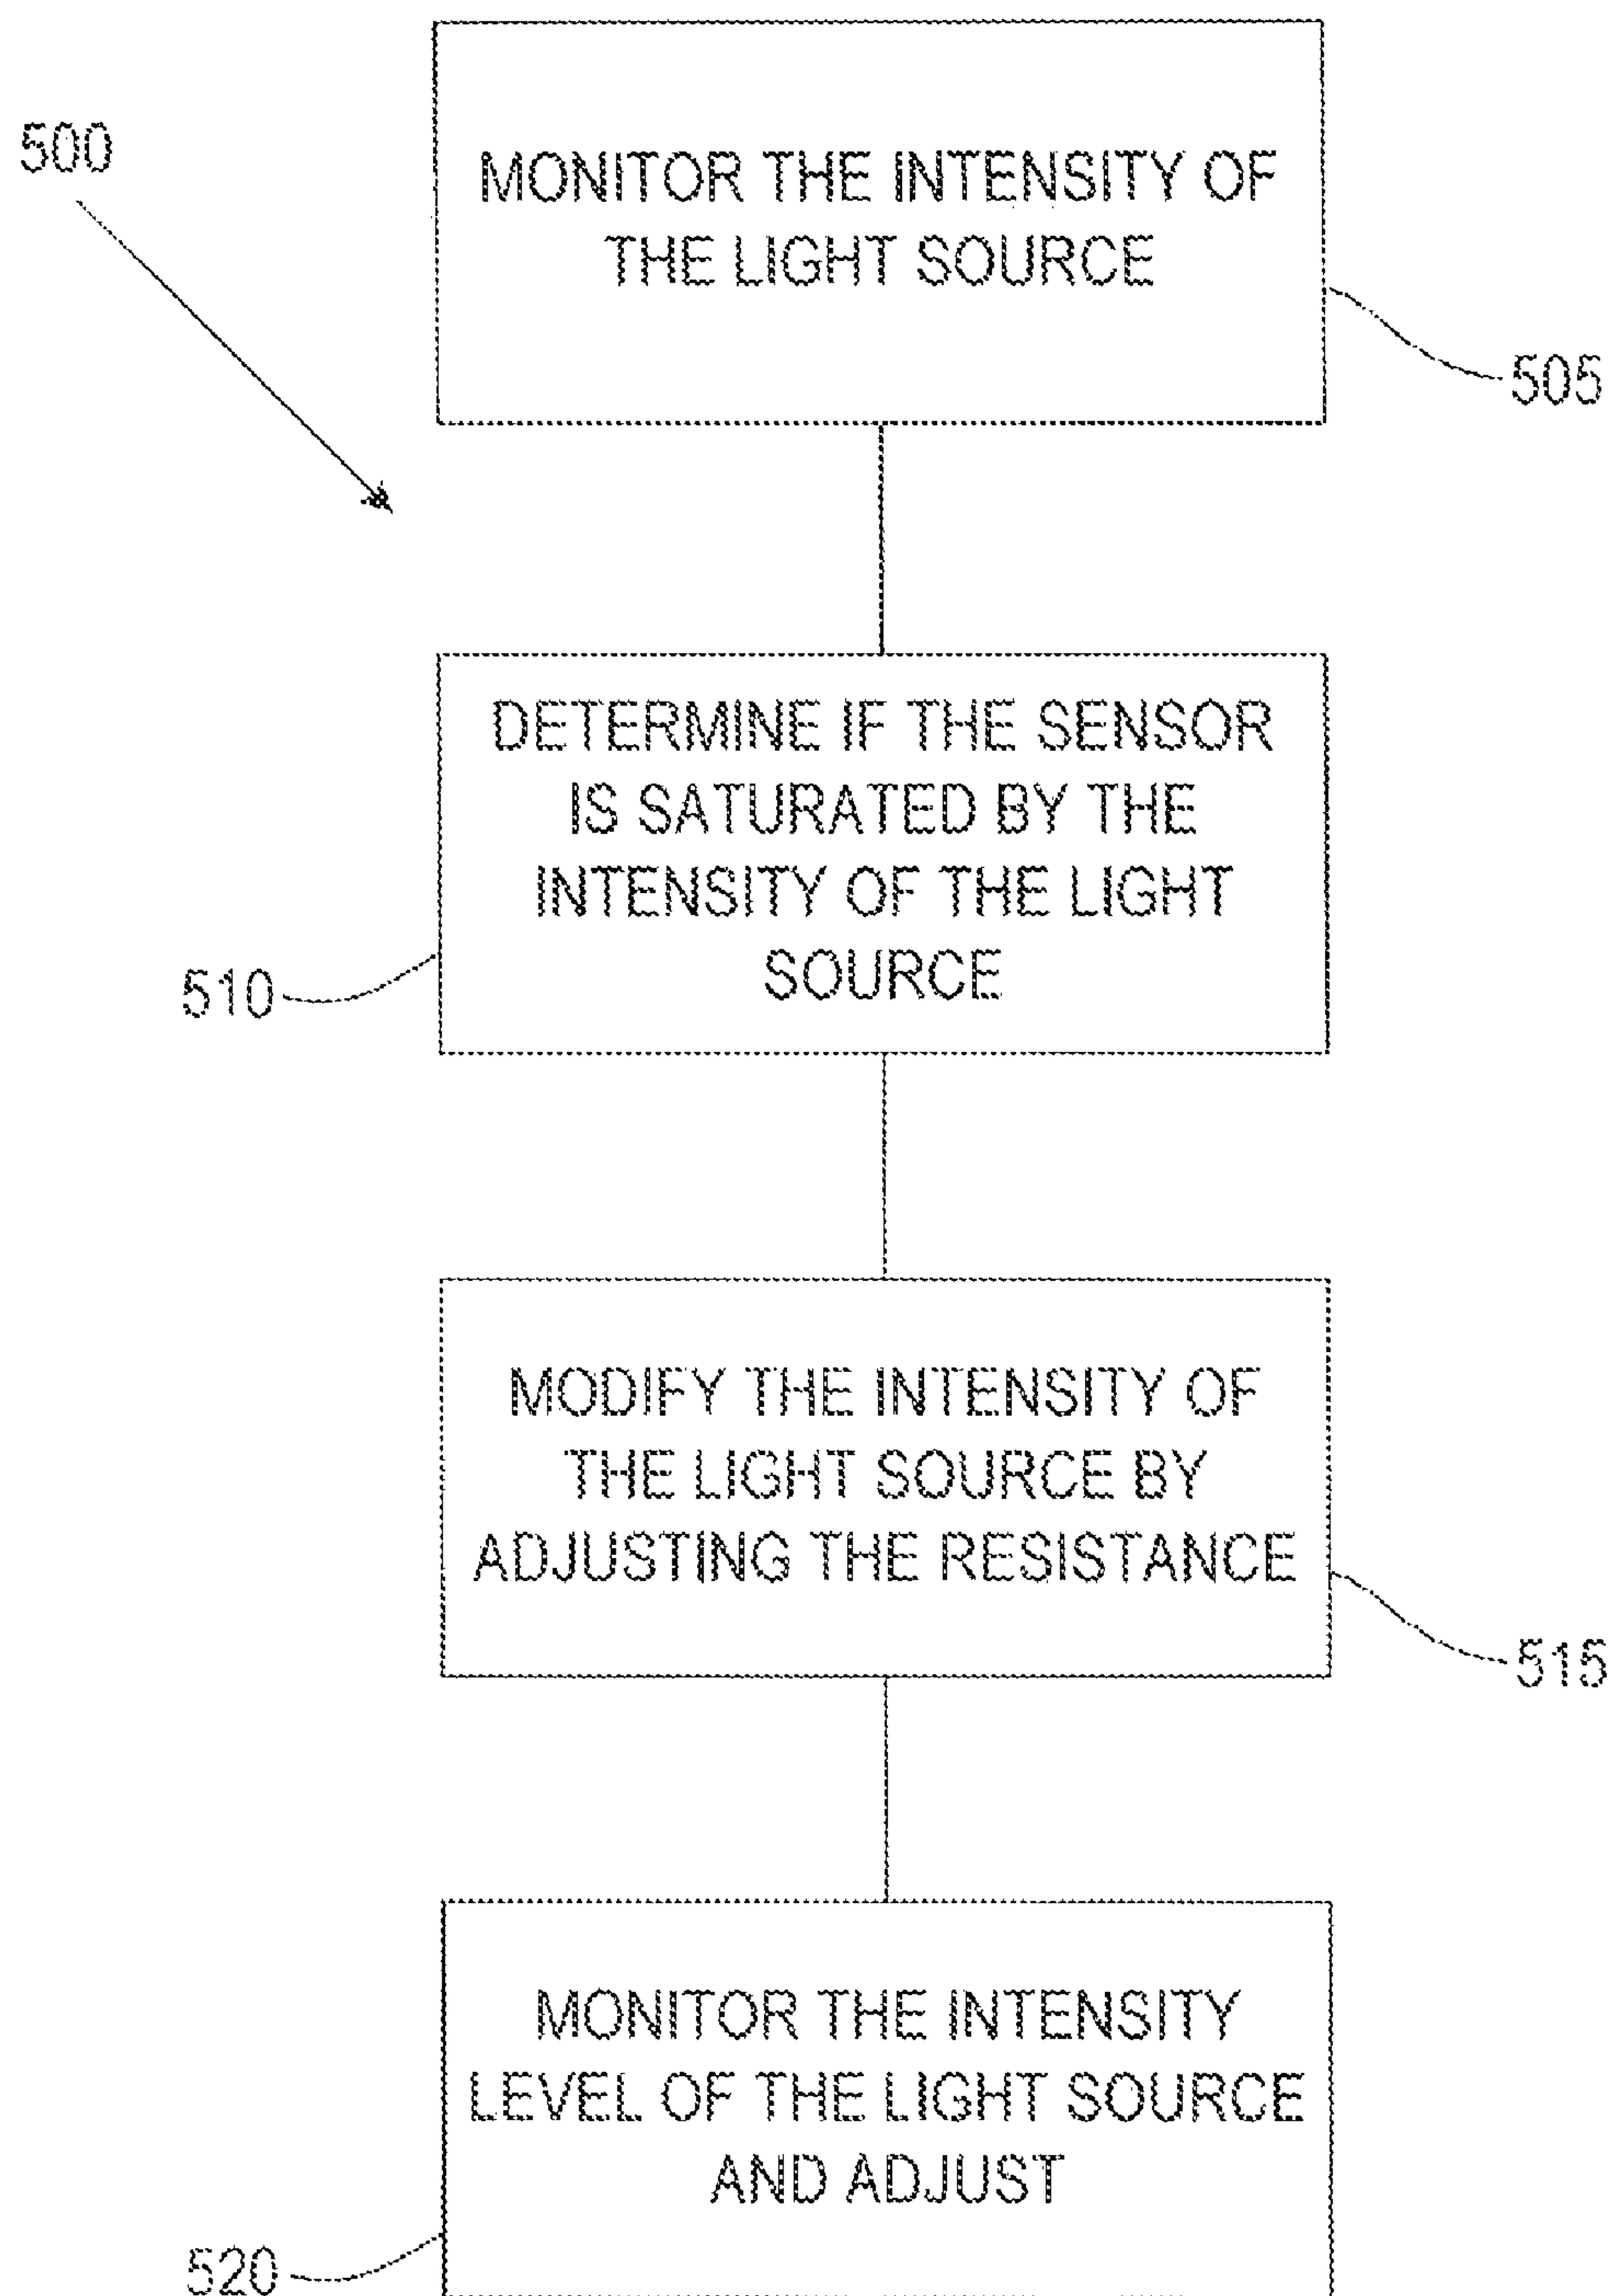 500
MONITOR THE INTENSITY OF
THE LIGHT SOURCE
505
DETERMINE IF THE SENSOR
IS SATURATED BY THE
INTENSITY OF THE LIGHT
SOURCE
510
MODIFY THE INTENSITY OF
THE LIGHT SOURCE BY
ADJUSTING THE RESISTANCE
515
MONITOR THE INTENSITY
LEVEL OF THE LIGHT SOURCE
AND ADJUST
520